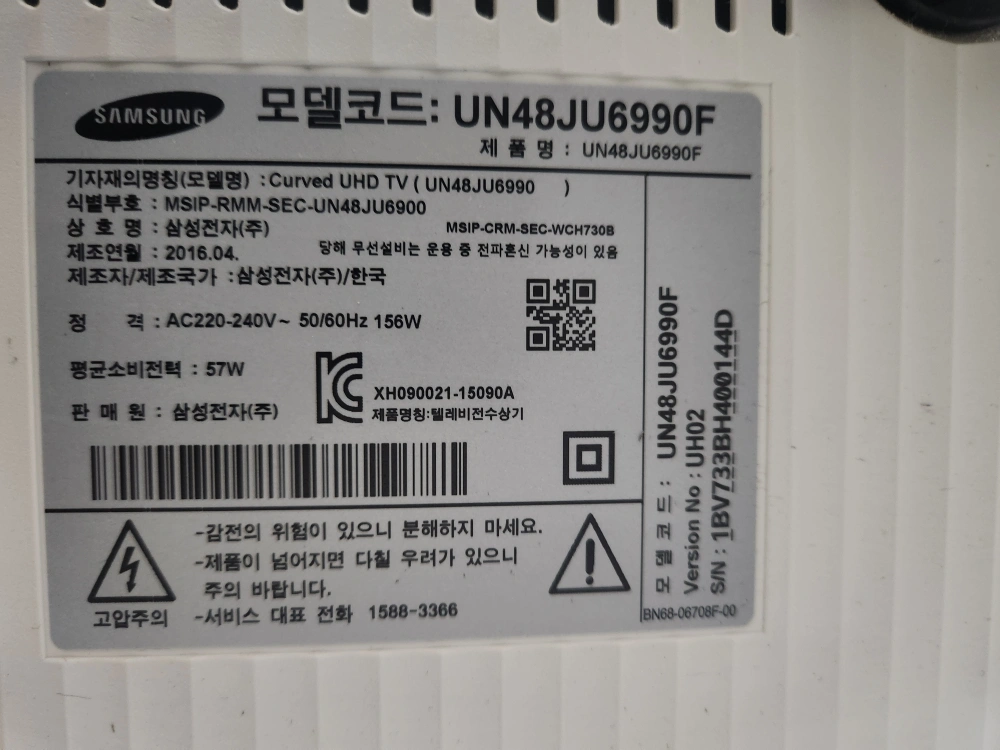 SAMSUNG 모델코드: UN48JU6990F
제 품 명 : UN48JU6990F
기자재의명칭(모델명) :Curved UHD TV ( UN48JU6990 )
식별부호 : MSIP-RMM-SEC-UN48JU6900
상 호 명 : 삼성전자(주) MSIP-CRM-SEC-WCH730B
제조연월 : 2016.04. 당해 무선설비는 운용 중 전파혼신 가능성이 있음
제조자/제조국가 :삼성전자(주)/한국
정 격 : AC220-240V~ 50/60Hz 156W
평균소비전력 : 57W
XH090021-15090A
판 매 원 : 삼성전자(주) 제품명칭:텔레비전수상기
-감전의 위험이 있으니 분해하지 마세요.
-제품이 넘어지면 다칠 우려가 있으니
주의 바랍니다.
고압주의 -서비스 대표 전화 1588-3366
모 델 코 드 : UN48JU6990F
Version No : UH02
S/N : 1BV733BH400144D
BN68-06708F-00